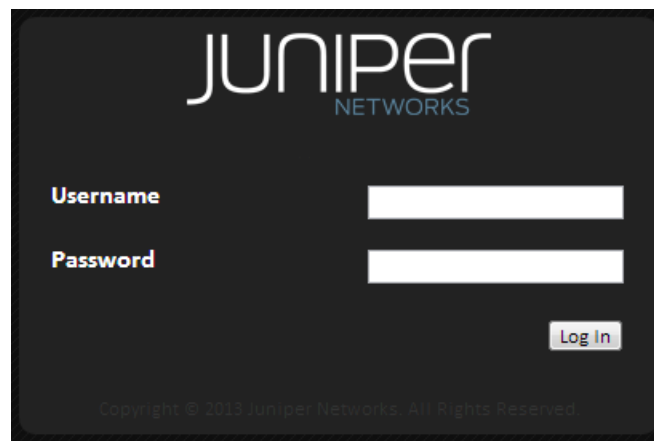 JUNIPER
NETWORKS
Username
Password
Log In
Copyright © 2013 Juniper Networks. All Rights Reserved.